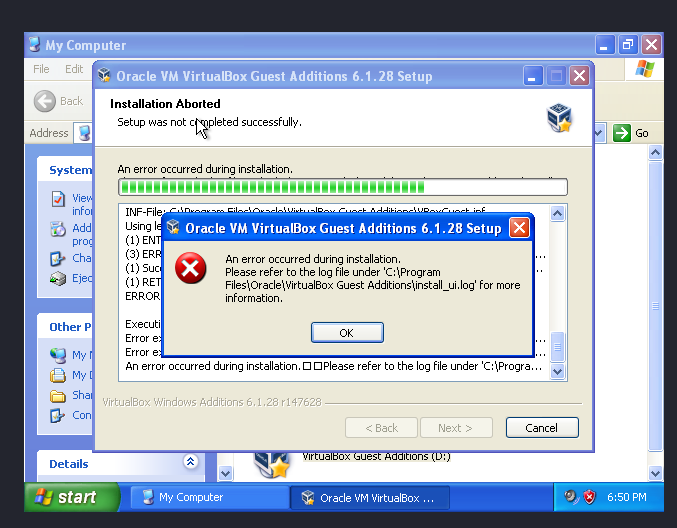 My Computer
File Edit
Back
Address
Go
Oracle VM VirtualBox Guest Additions 6.1.28 Setup
Installation Aborted
Setup was not completed successfully.
An error occurred during installation.
INF-File: C:\Program Files\Oracle\VirtualBox Guest Additions\VBoxGuest.inf
Using le
(1) ENT
(3) ERR
(1) Suc
(1) RET
ERROR
Executi
Error ex
Error ex
An error occurred during installation.□□Please refer to the log file under 'C:\Progra...
Oracle VM VirtualBox Guest Additions 6.1.28 Setup
An error occurred during installation.
Please refer to the log file under 'C:\Program
Files\Oracle\VirtualBox Guest Additions\install_ui.log' for more
information.
OK
VirtualBox Windows Additions 6.1.28 r147628
< Back Next > Cancel
System
View
infor
Add
prog
Cha
Ejec
Other P
My N
My D
Shar
Con
Details
VirtualBox Guest Additions (D:)
start
My Computer
Oracle VM VirtualBox ...
6:50 PM